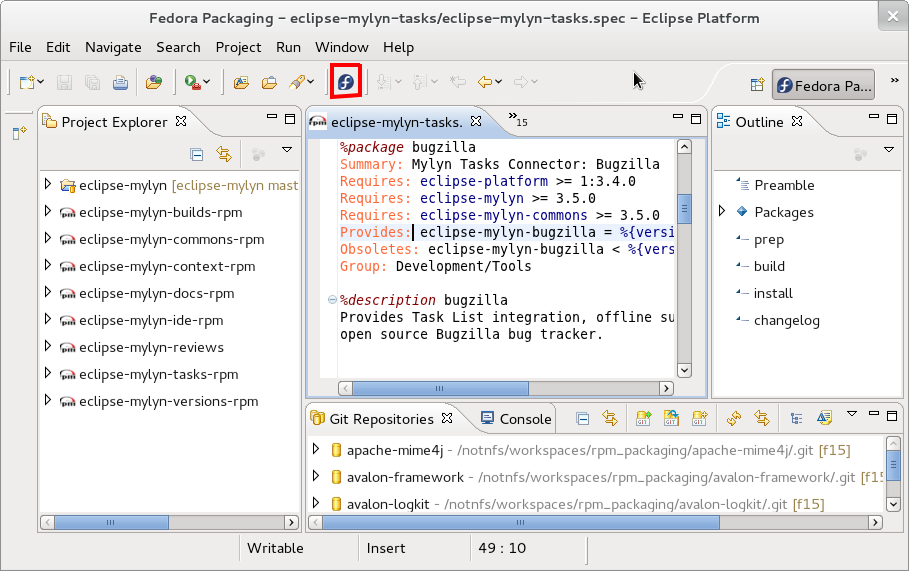 Fedora Packaging – eclipse-mylyn-tasks/eclipse-mylyn-tasks.spec – Eclipse Platform
File Edit Navigate Search Project Run Window Help
Fedora Pa...
Project Explorer
eclipse-mylyn [eclipse-mylyn mast
eclipse-mylyn-builds-rpm
eclipse-mylyn-commons-rpm
eclipse-mylyn-context-rpm
eclipse-mylyn-docs-rpm
eclipse-mylyn-ide-rpm
eclipse-mylyn-reviews
eclipse-mylyn-tasks-rpm
eclipse-mylyn-versions-rpm
rpm eclipse-mylyn-tasks. »15
%package bugzilla
Summary: Mylyn Tasks Connector: Bugzilla
Requires: eclipse-platform >= 1:3.4.0
Requires: eclipse-mylyn >= 3.5.0
Requires: eclipse-mylyn-commons >= 3.5.0
Provides: eclipse-mylyn-bugzilla = %{versi
Obsoletes: eclipse-mylyn-bugzilla < %{vers
Group: Development/Tools
%description bugzilla
Provides Task List integration, offline su
open source Bugzilla bug tracker.
Outline
Preamble
Packages
prep
build
install
changelog
Git Repositories Console
apache-mime4j - /notnfs/workspaces/rpm_packaging/apache-mime4j/.git [f15]
avalon-framework - /notnfs/workspaces/rpm_packaging/avalon-framework/.git [f15
avalon-logkit - /notnfs/workspaces/rpm_packaging/avalon-logkit/.git [f15]
Writable Insert 49 : 10